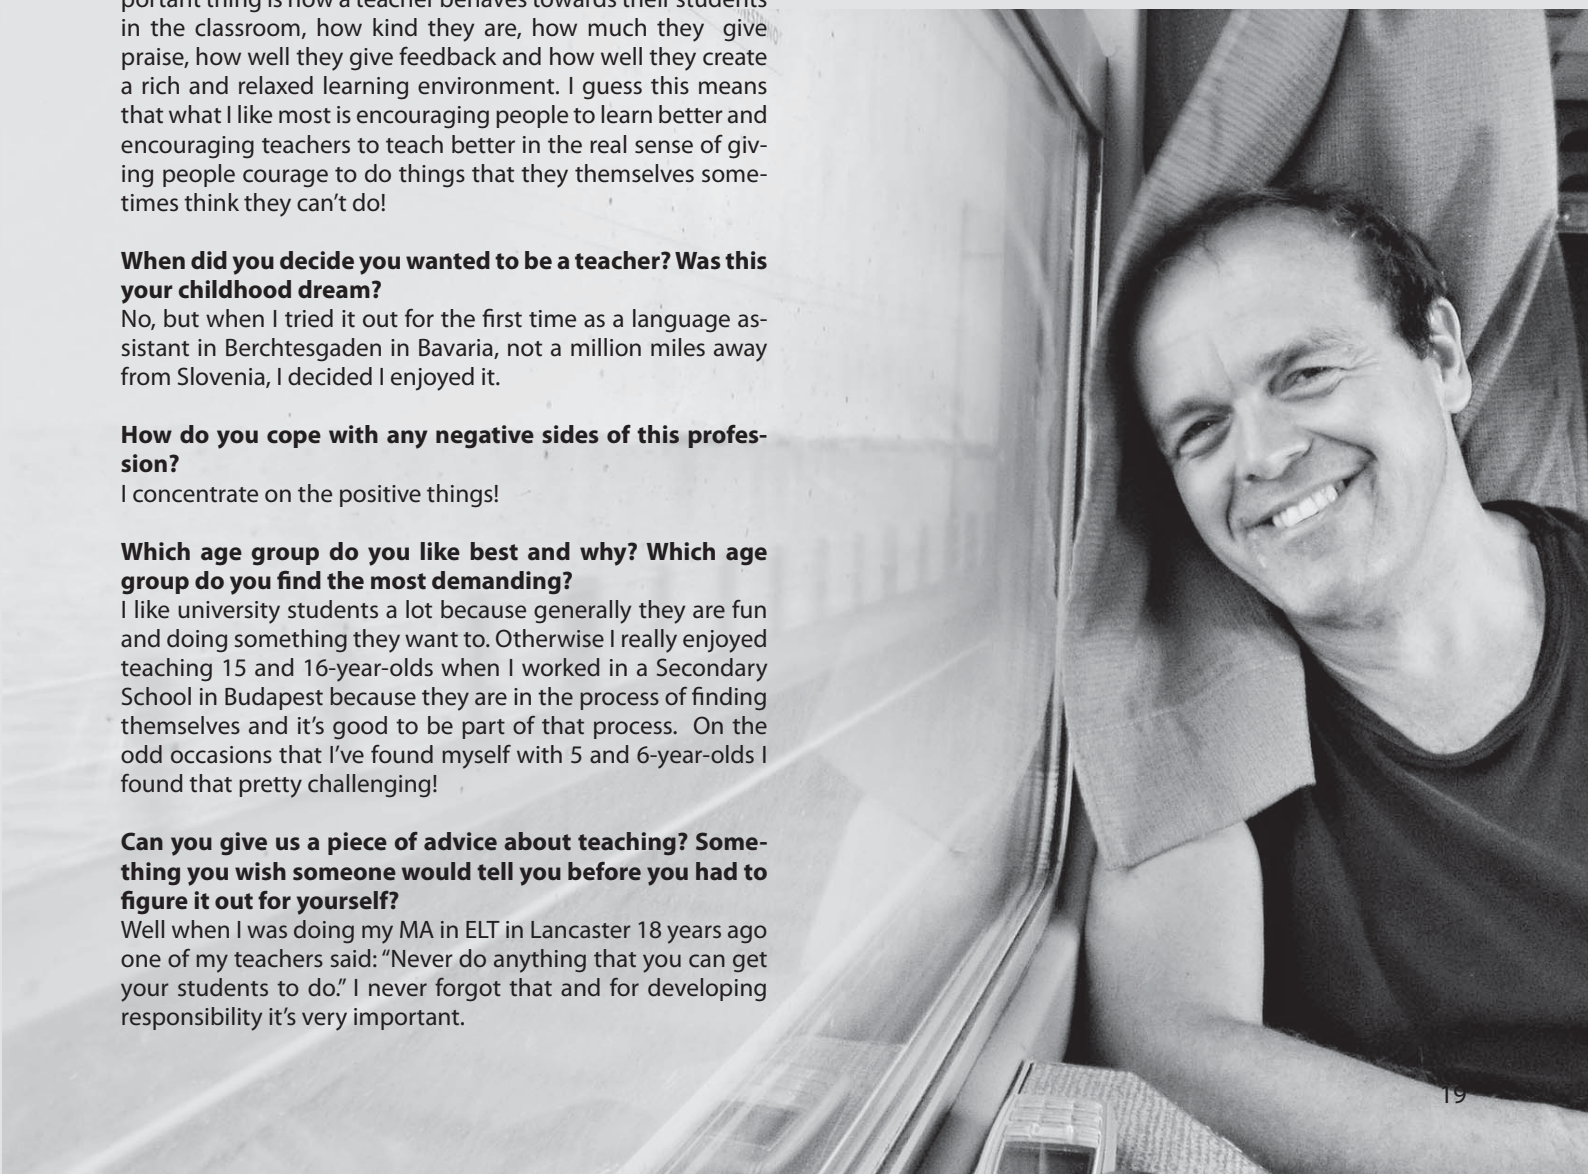 portant thing is how a teacher behaves towards their students
in the classroom, how kind they are, how much they give
praise, how well they give feedback and how well they create
a rich and relaxed learning environment. I guess this means
that what I like most is encouraging people to learn better and
encouraging teachers to teach better in the real sense of giv-
ing people courage to do things that they themselves some-
times think they can't do!
When did you decide you wanted to be a teacher? Was this
your childhood dream?
No, but when I tried it out for the first time as a language as-
sistant in Berchtesgaden in Bavaria, not a million miles away
from Slovenia, I decided I enjoyed it.
How do you cope with any negative sides of this profes-
sion?
I concentrate on the positive things!
Which age group do you like best and why? Which age
group do you find the most demanding?
I like university students a lot because generally they are fun
and doing something they want to. Otherwise I really enjoyed
teaching 15 and 16-year-olds when I worked in a Secondary
School in Budapest because they are in the process of finding
themselves and it's good to be part of that process. On the
odd occasions that I've found myself with 5 and 6-year-olds I
found that pretty challenging!
Can you give us a piece of advice about teaching? Some-
thing you wish someone would tell you before you had to
figure it out for yourself?
Well when I was doing my MA in ELT in Lancaster 18 years ago
one of my teachers said: “Never do anything that you can get
your students to do.” I never forgot that and for developing
responsibility it's very important.
19